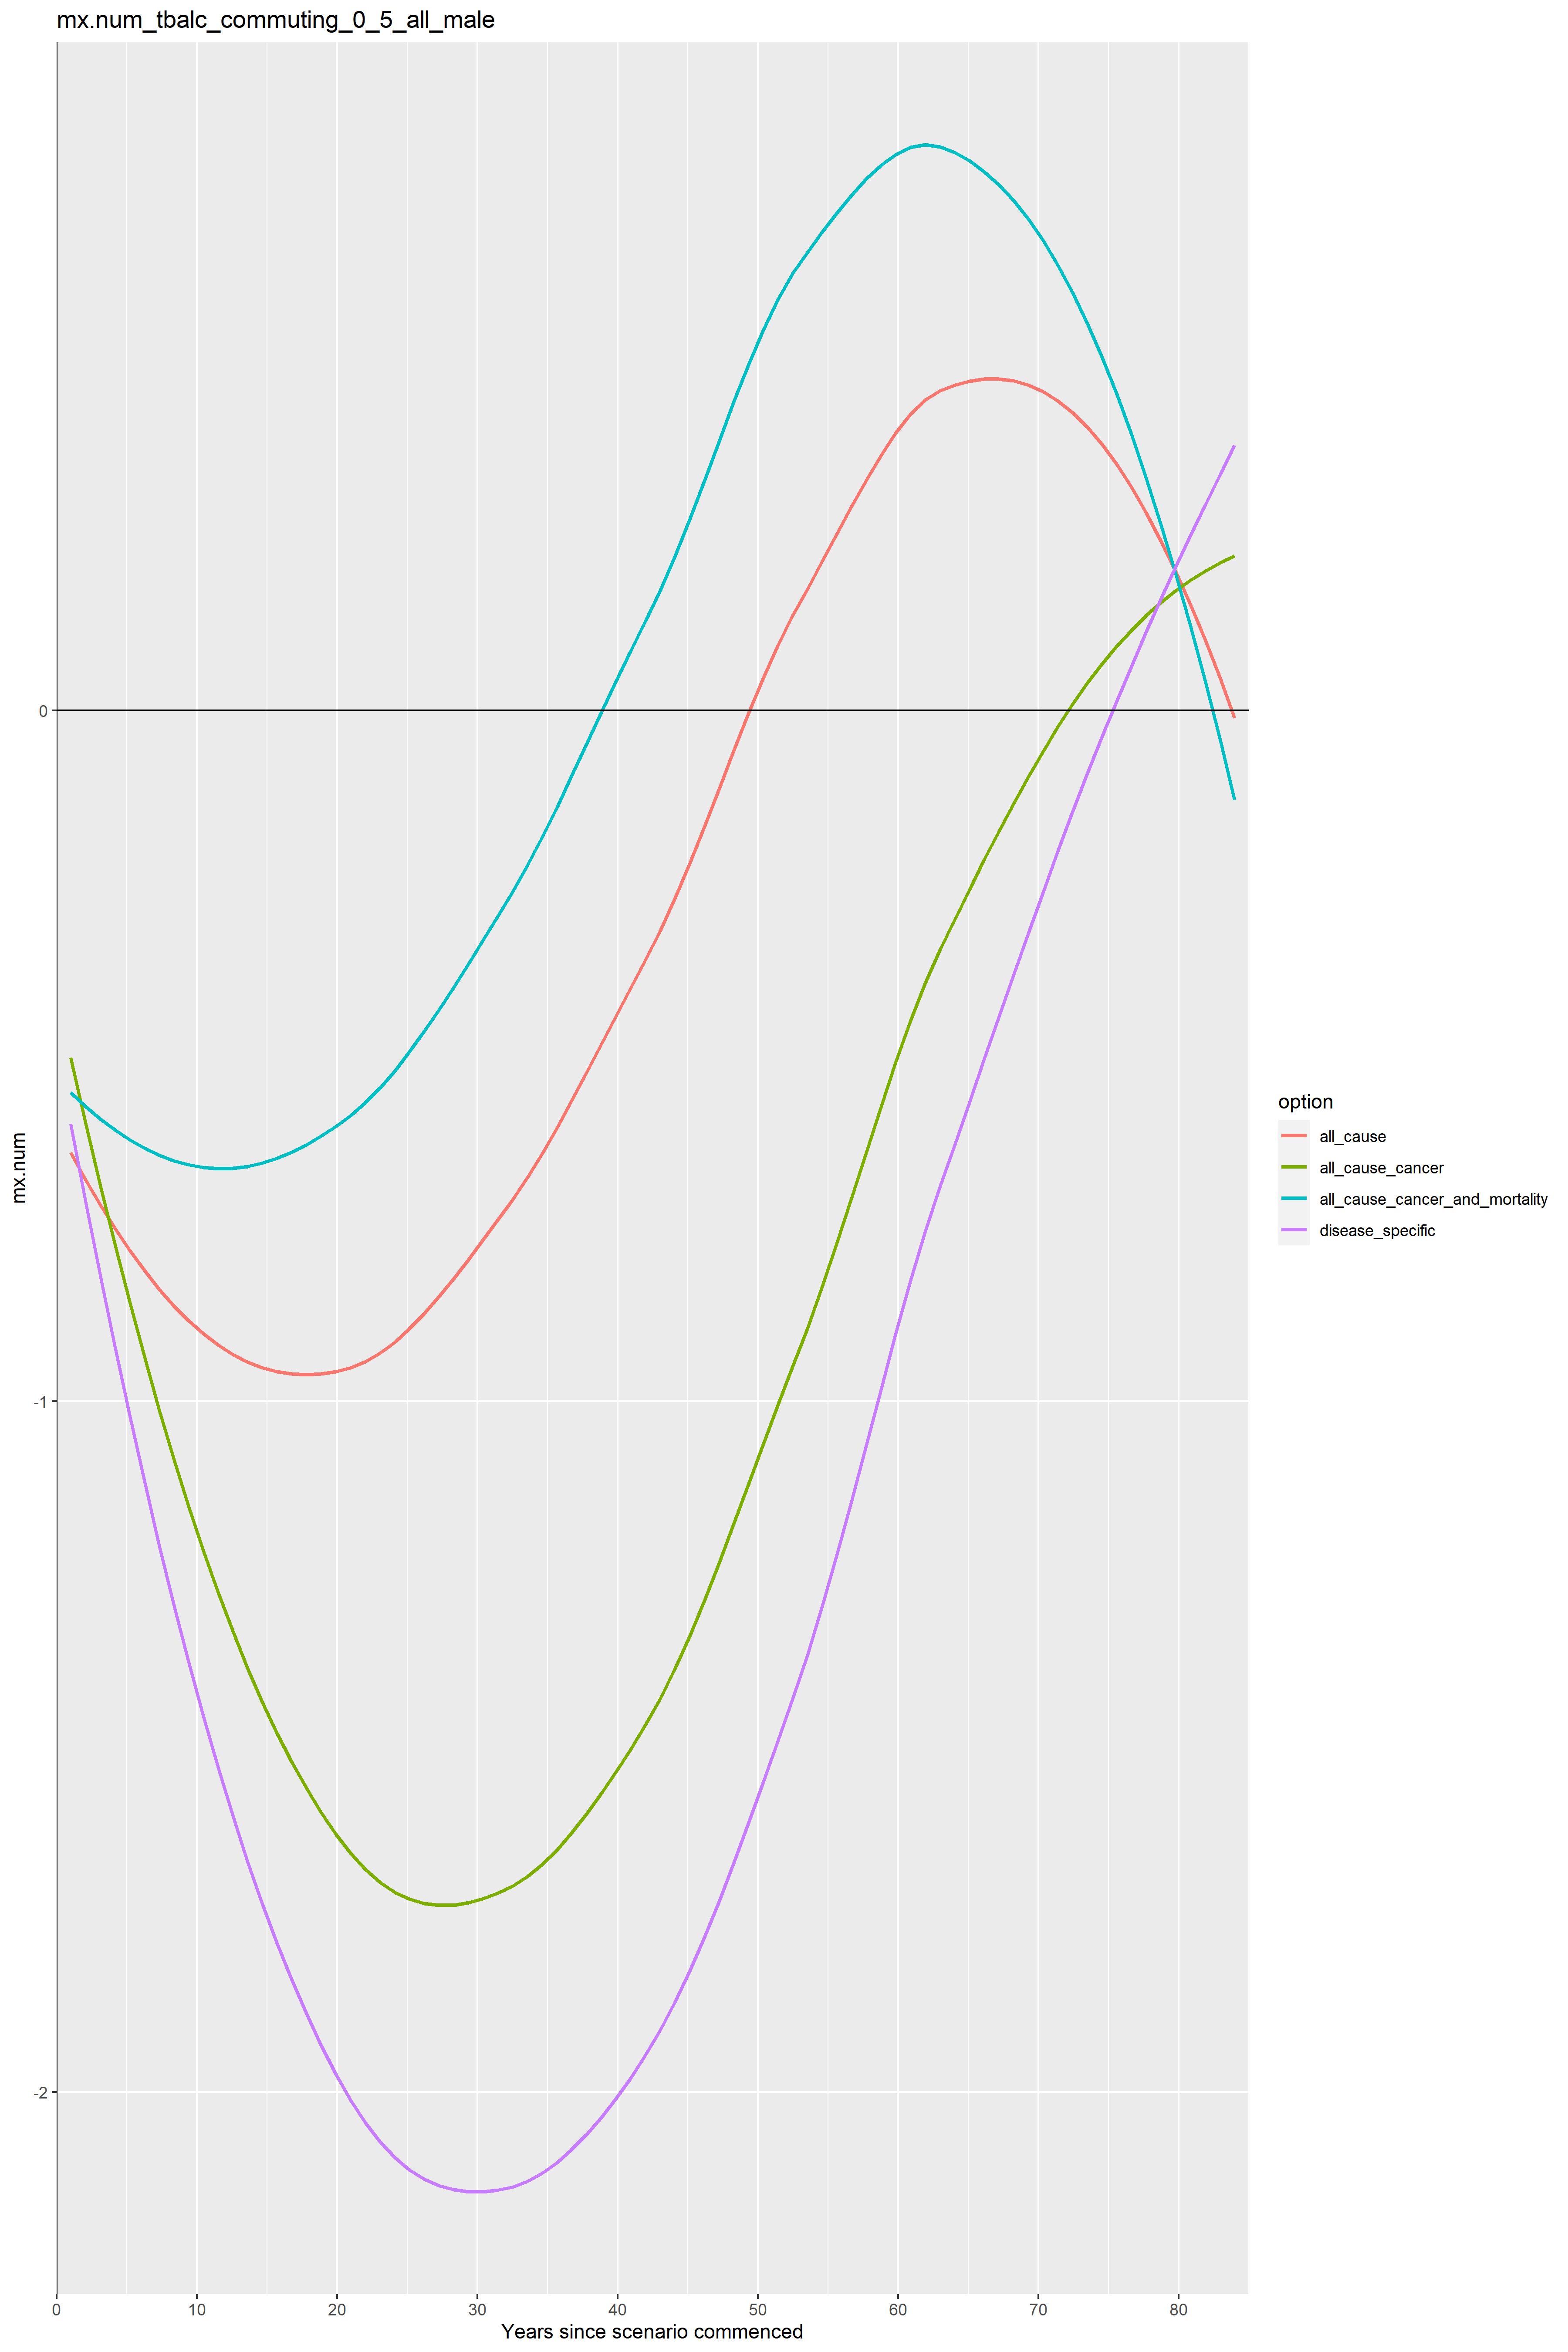 mx.num_tbalc_commuting_0_5_all_male
mx.num
0
-1
-2
0 10 20 30 40 50 60 70 80
Years since scenario commenced
option
all_cause
all_cause_cancer
all_cause_cancer_and_mortality
disease_specific